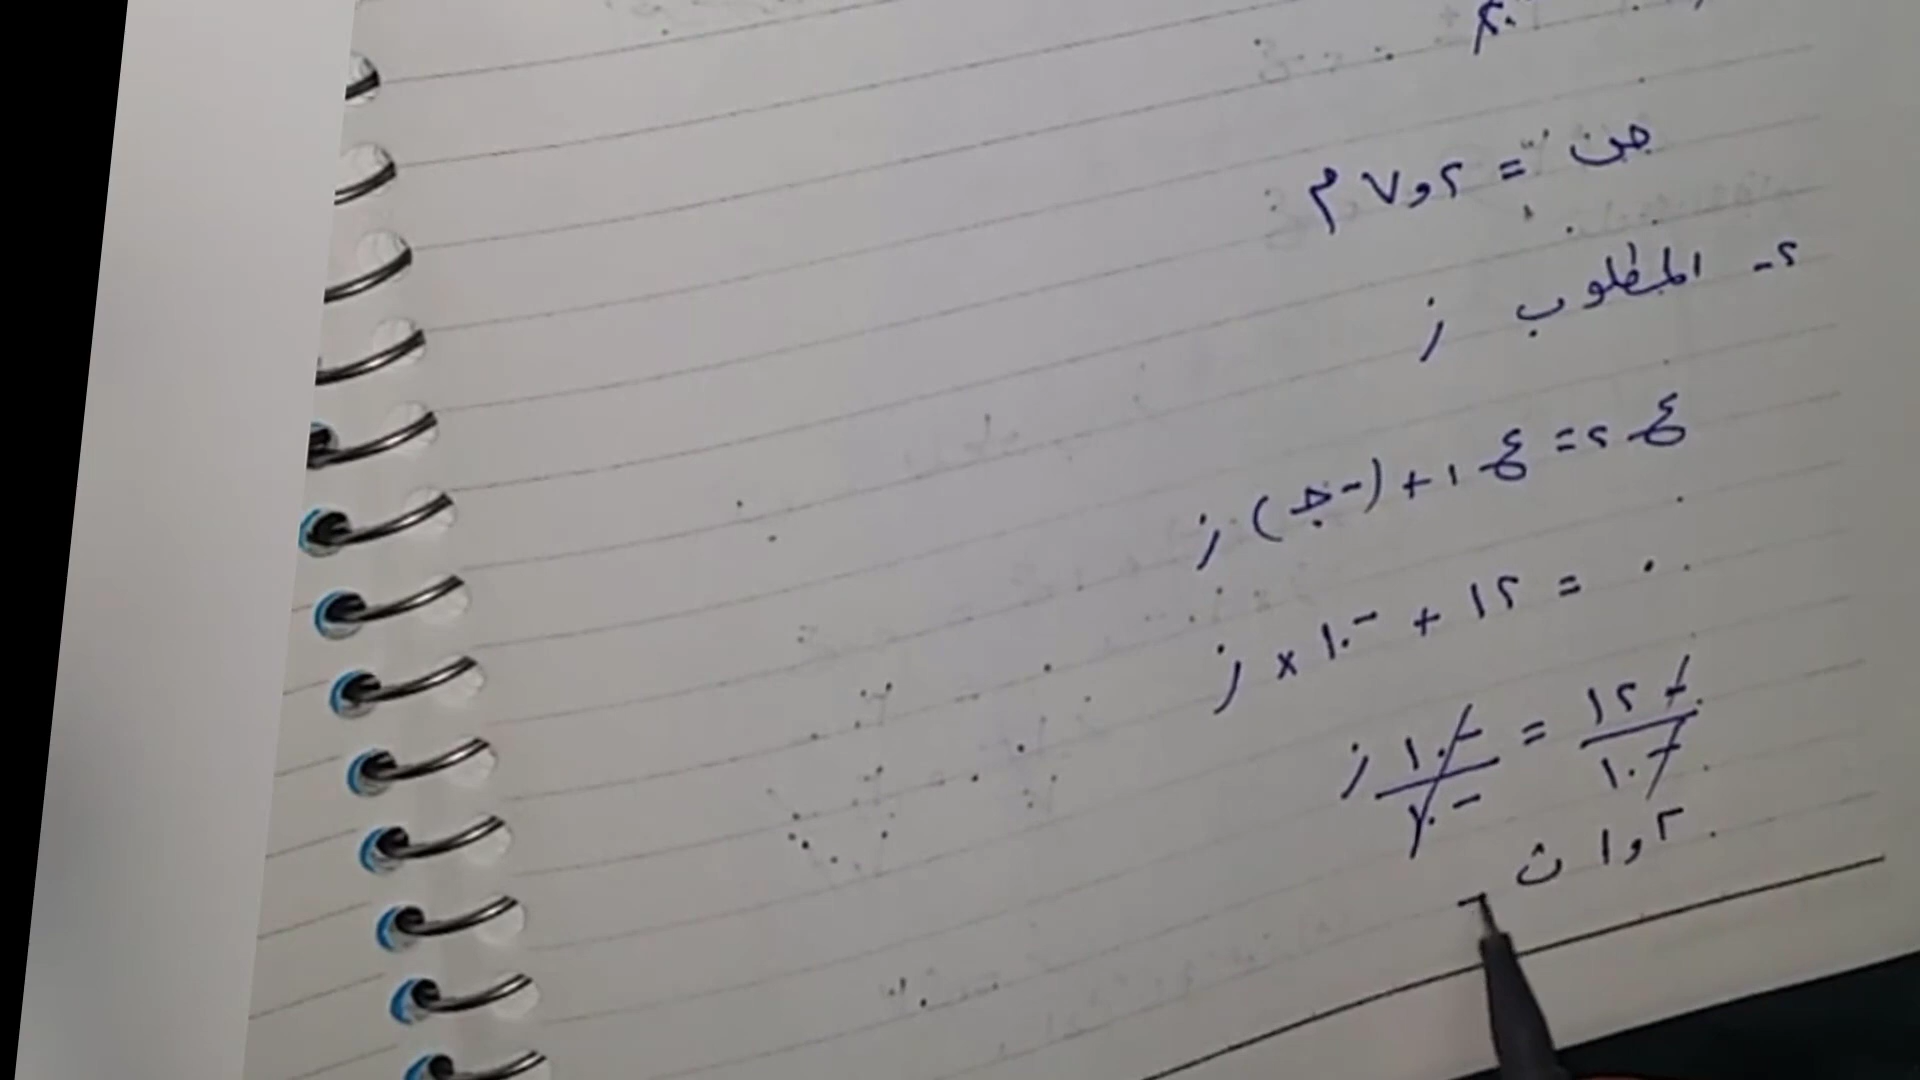 ص = ٢و٧ م
٢- المطلوب ز
ع٢ = ع١ + (-جـ) ز
٠ = ١٢ + -١٠ × ز
-١٢/-١٠ = -١٠/-١٠ ز
١و٢ ث =